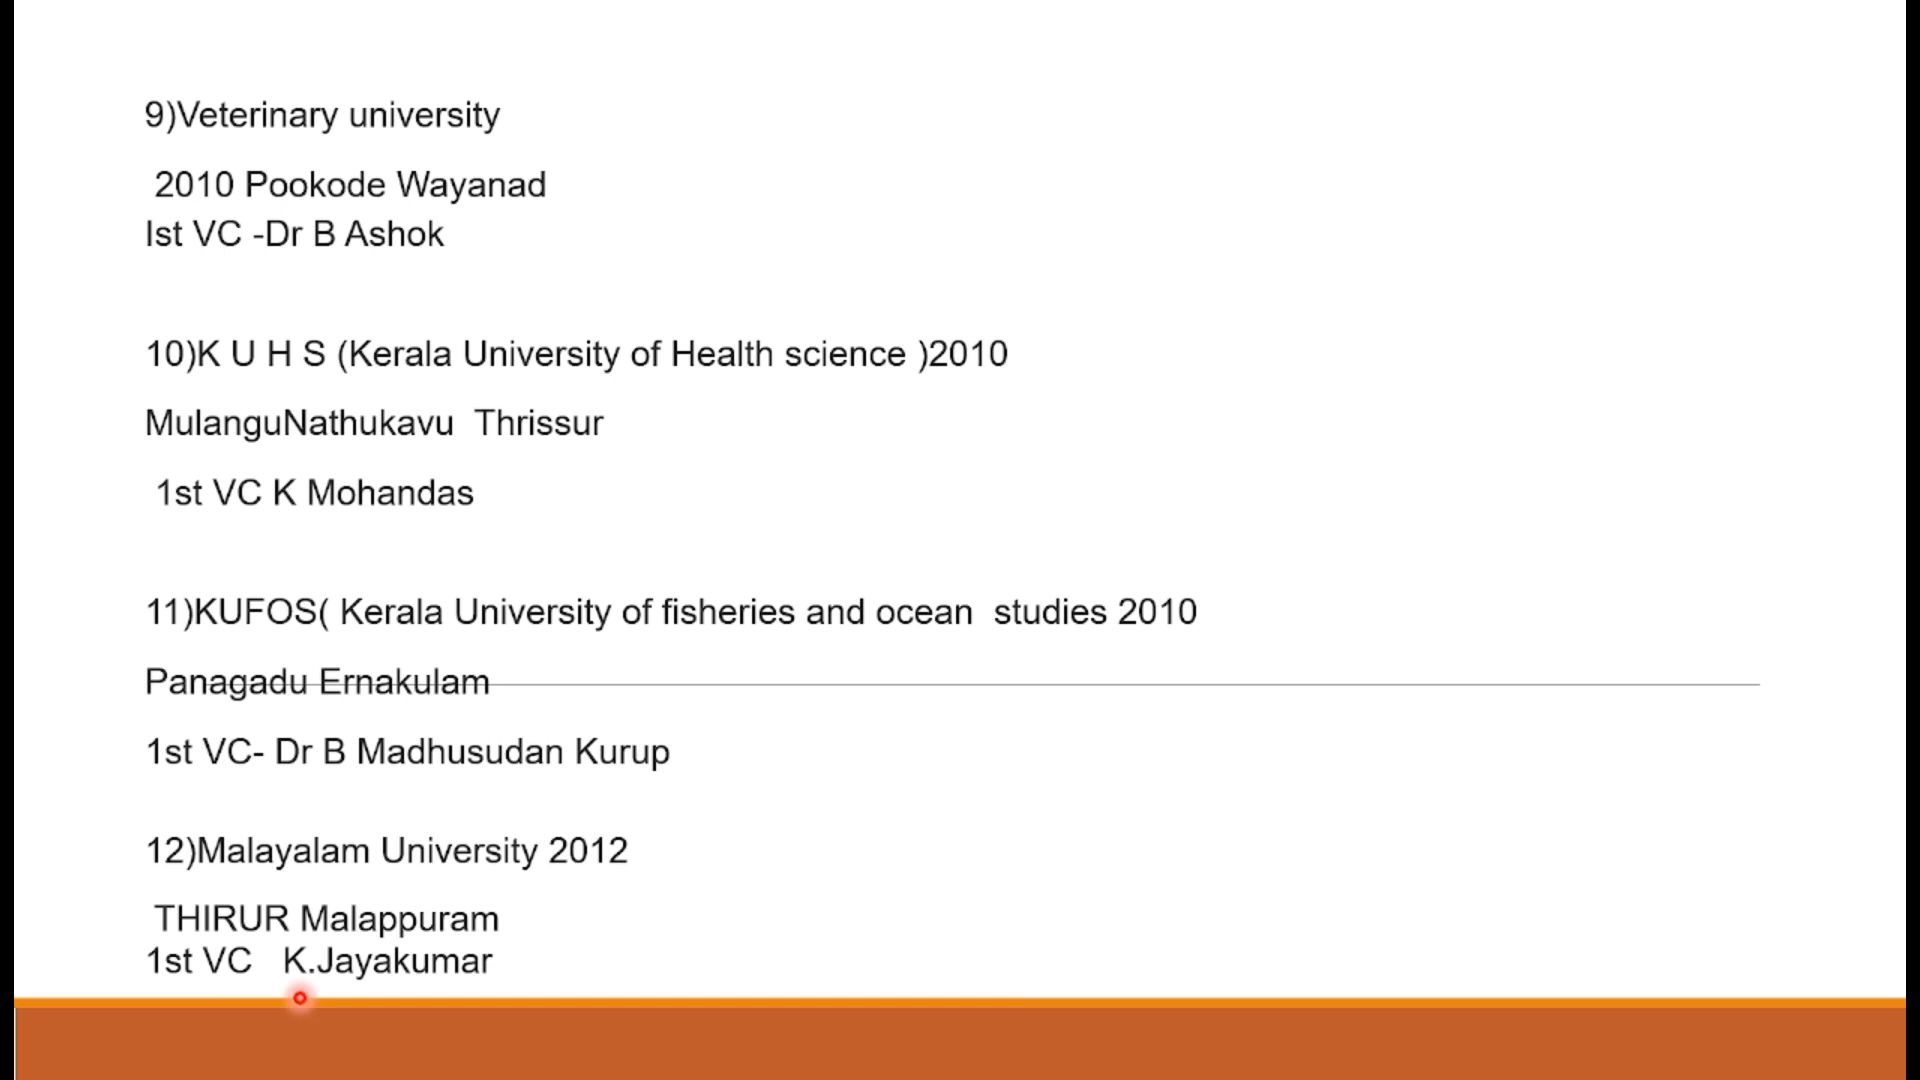 9)Veterinary university
2010 Pookode Wayanad
Ist VC -Dr B Ashok
10)K U H S (Kerala University of Health science )2010
MulanguNathukavu  Thrissur
1st VC K Mohandas
11)KUFOS( Kerala University of fisheries and ocean  studies 2010
Panagadu Ernakulam
1st VC- Dr B Madhusudan Kurup
12)Malayalam University 2012
THIRUR Malappuram
1st VC   K.Jayakumar